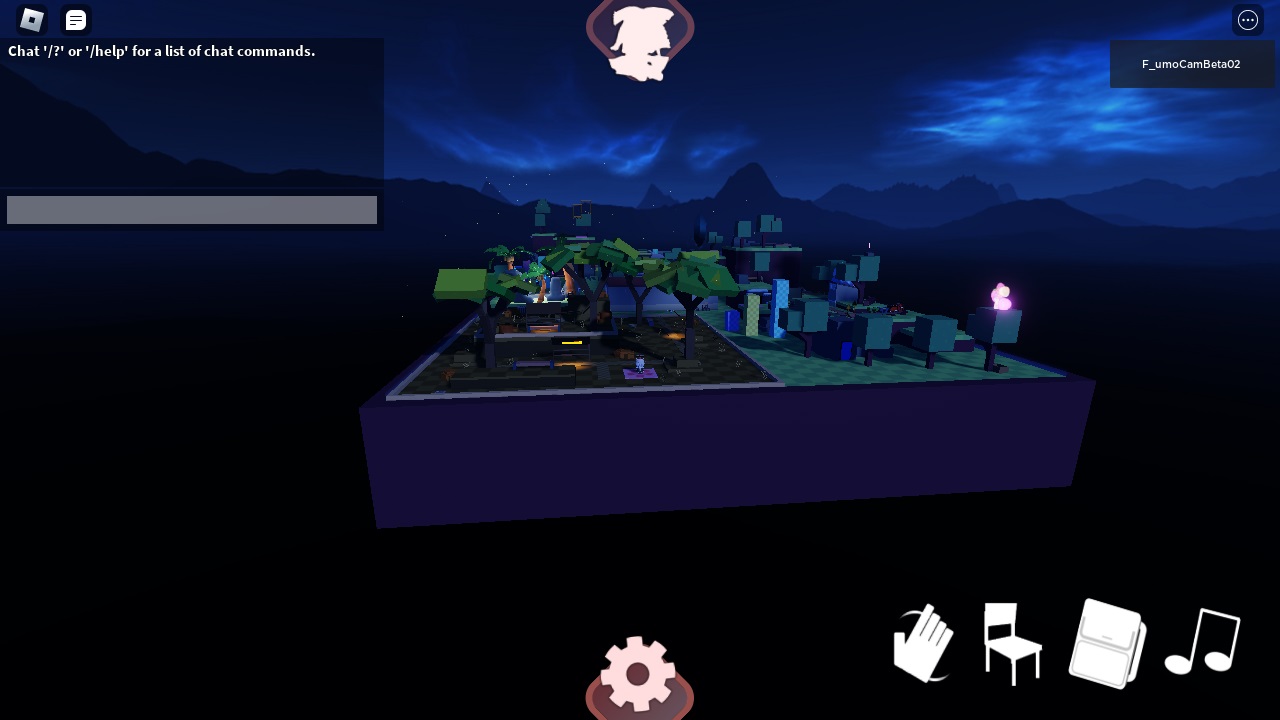 Chat '/?' or '/help' for a list of chat commands.
F_umoCamBeta02